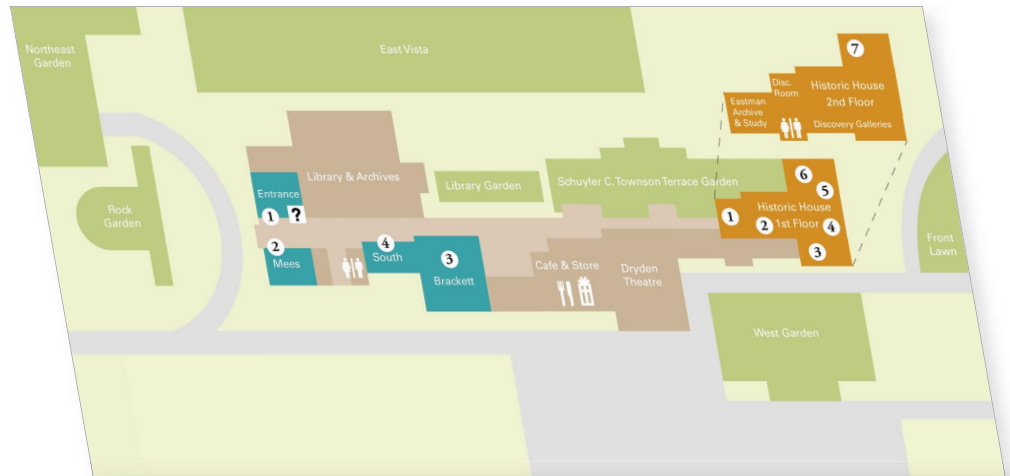 Northeast
Garden
East Vista
7
Disc.
Room
Historic House
2nd Floor
Eastman
Archive
& Study
Discovery Galleries
Library & Archives
Entrance
1
?
Library Garden
Schuyler C. Townson Terrace Garden
6
5
1
Historic House
2
1st Floor
4
3
Rock
Garden
2
Mees
4
South
3
Brackett
Cafe & Store
Dryden
Theatre
Front
Lawn
West Garden